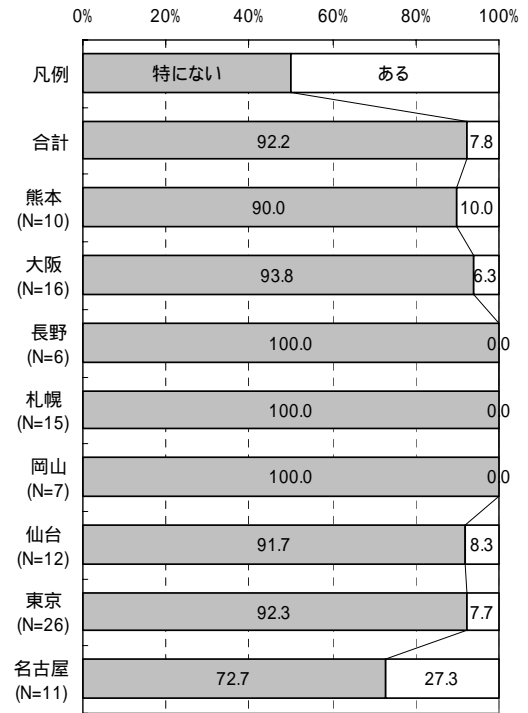 0% 20% 40% 60% 80% 100%
凡例 特にない ある
合計 92.2 7.8
熊本
(N=10) 90.0 10.0
大阪
(N=16) 93.8 6.3
長野
(N=6) 100.0 0.0
札幌
(N=15) 100.0 0.0
岡山
(N=7) 100.0 0.0
仙台
(N=12) 91.7 8.3
東京
(N=26) 92.3 7.7
名古屋
(N=11) 72.7 27.3